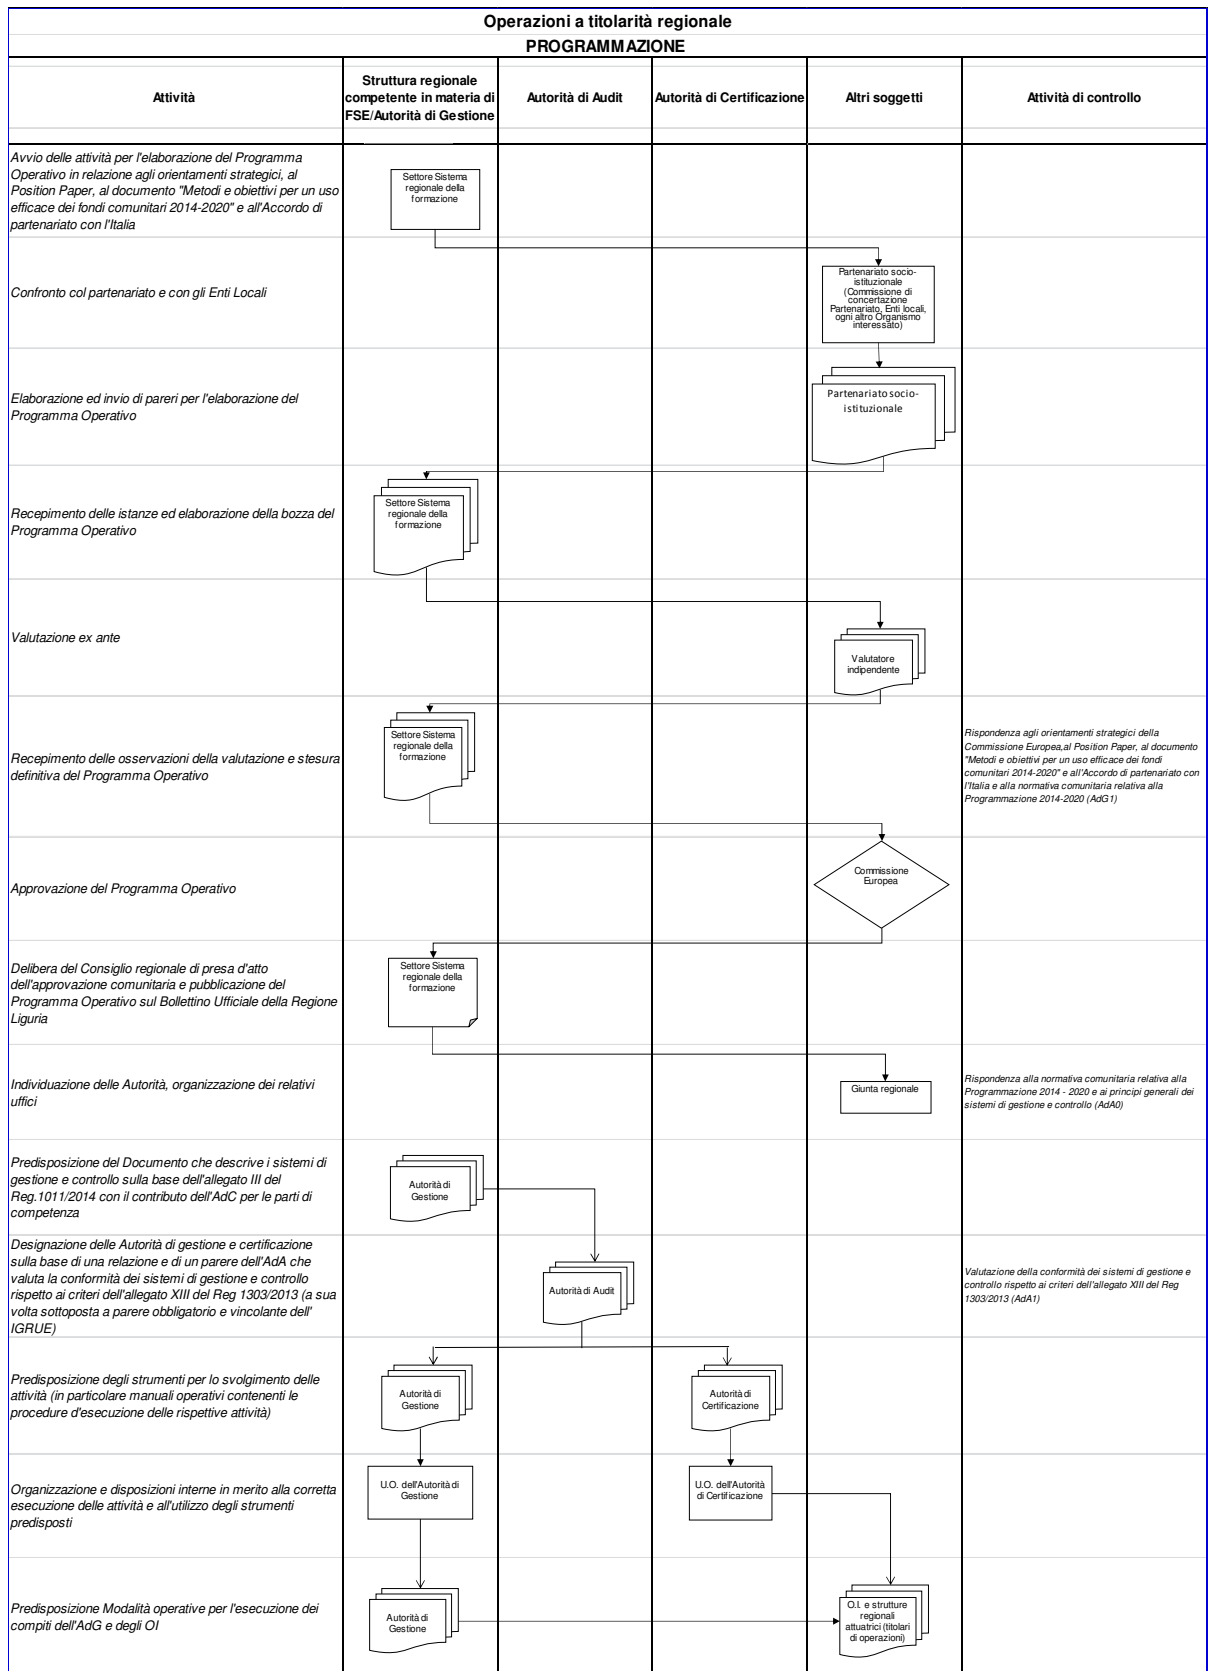 Operazioni a titolarità regionale
PROGRAMMAZIONE
Attività
Struttura regionale
competente in materia di
FSE/Autorità di Gestione
Autorità di Audit
Autorità di Certificazione
Altri soggetti
Attività di controllo
Avvio delle attività per l'elaborazione del Programma
Operativo in relazione agli orientamenti strategici, al
Position Paper, al documento "Metodi e obiettivi per un uso
efficace dei fondi comunitari 2014-2020" e all'Accordo di
partenariato con l'Italia
Settore Sistema
regionale della
formazione
Confronto col partenariato e con gli Enti Locali
Partenariato socio-
istituzionale
(Commissione di
concertazione
Partenariato, Enti locali,
ogni altro Organismo
interessato)
Elaborazione ed invio di pareri per l'elaborazione del
Programma Operativo
Partenariato socio-
istituzionale
Recepimento delle istanze ed elaborazione della bozza del
Programma Operativo
Settore Sistema
regionale della
formazione
Valutazione ex ante
Valutatore
indipendente
Recepimento delle osservazioni della valutazione e stesura
definitiva del Programma Operativo
Settore Sistema
regionale della
formazione
Rispondenza agli orientamenti strategici della
Commissione Europea,al Position Paper, al documento
"Metodi e obiettivi per un uso efficace dei fondi
comunitari 2014-2020" e all'Accordo di partenariato con
l'Italia e alla normativa comunitaria relativa alla
Programmazione 2014-2020 (AdG1)
Approvazione del Programma Operativo
Commissione
Europea
Delibera del Consiglio regionale di presa d'atto
dell'approvazione comunitaria e pubblicazione del
Programma Operativo sul Bollettino Ufficiale della Regione
Liguria
Settore Sistema
regionale della
formazione
Individuazione delle Autorità, organizzazione dei relativi
uffici
Giunta regionale
Rispondenza alla normativa comunitaria relativa alla
Programmazione 2014 - 2020 e ai principi generali dei
sistemi di gestione e controllo (AdA0)
Predisposizione del Documento che descrive i sistemi di
gestione e controllo sulla base dell'allegato III del
Reg.1011/2014 con il contributo dell'AdC per le parti di
competenza
Autorità di
Gestione
Designazione delle Autorità di gestione e certificazione
sulla base di una relazione e di un parere dell'AdA che
valuta la conformità dei sistemi di gestione e controllo
rispetto ai criteri dell'allegato XIII del Reg 1303/2013 (a sua
volta sottoposta a parere obbligatorio e vincolante dell'
IGRUE)
Autorità di Audit
Valutazione della conformità dei sistemi di gestione e
controllo rispetto ai criteri dell'allegato XIII del Reg
1303/2013 (AdA1)
Predisposizione degli strumenti per lo svolgimento delle
attività (in particolare manuali operativi contenenti le
procedure d'esecuzione delle rispettive attività)
Autorità di
Gestione
Autorità di
Certificazione
Organizzazione e disposizioni interne in merito alla corretta
esecuzione delle attività e all'utilizzo degli strumenti
predisposti
U.O. dell'Autorità di
Gestione
U.O. dell'Autorità
di Certificazione
Predisposizione Modalità operative per l'esecuzione dei
compiti dell'AdG e degli OI
Autorità di
Gestione
O.I. e strutture
regionali
attuatrici (titolari
di operazioni)